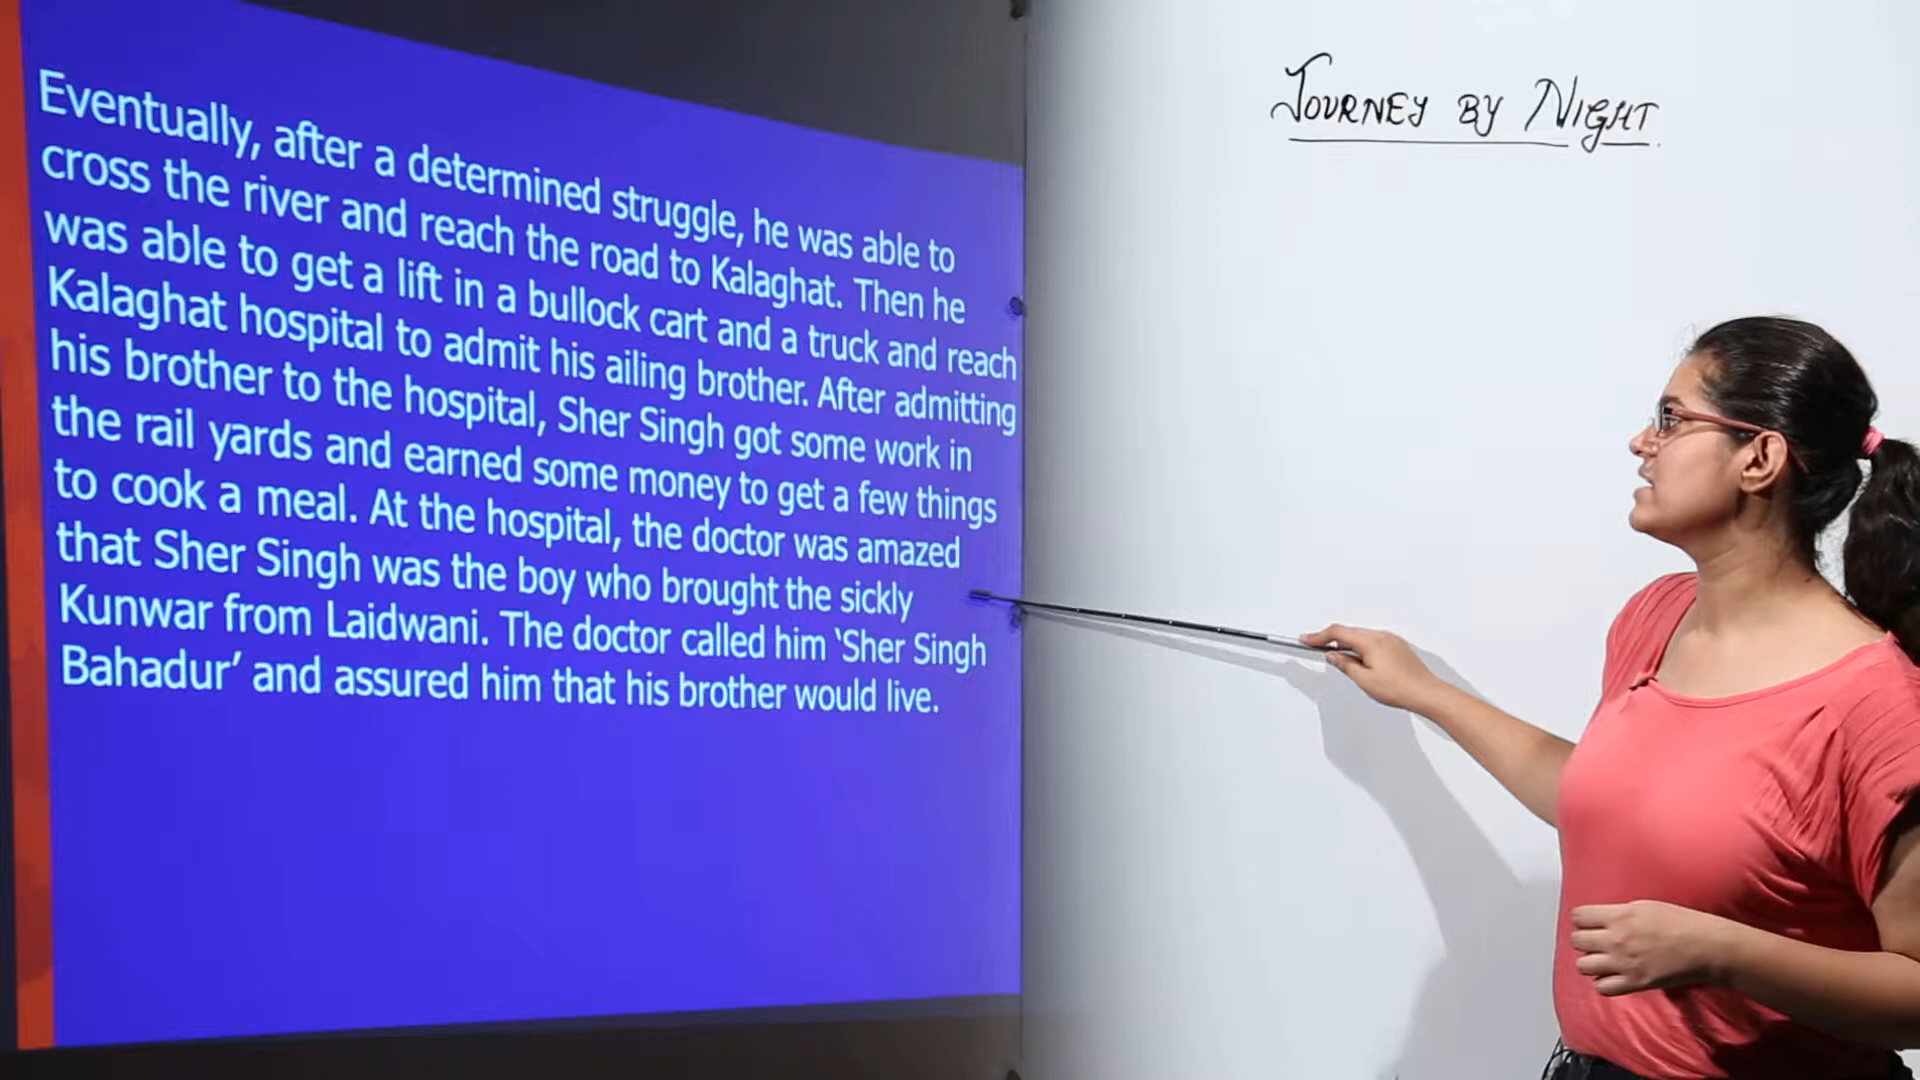 Eventually, after a determined struggle, he was able to
cross the river and reach the road to Kalaghat. Then he
was able to get a lift in a bullock cart and a truck and reach
Kalaghat hospital to admit his ailing brother. After admitting
his brother to the hospital, Sher Singh got some work in
the rail yards and earned some money to get a few things
to cook a meal. At the hospital, the doctor was amazed
that Sher Singh was the boy who brought the sickly
Kunwar from Laidwani. The doctor called him ‘Sher Singh
Bahadur’ and assured him that his brother would live.
JOURNEY BY NIGHT.